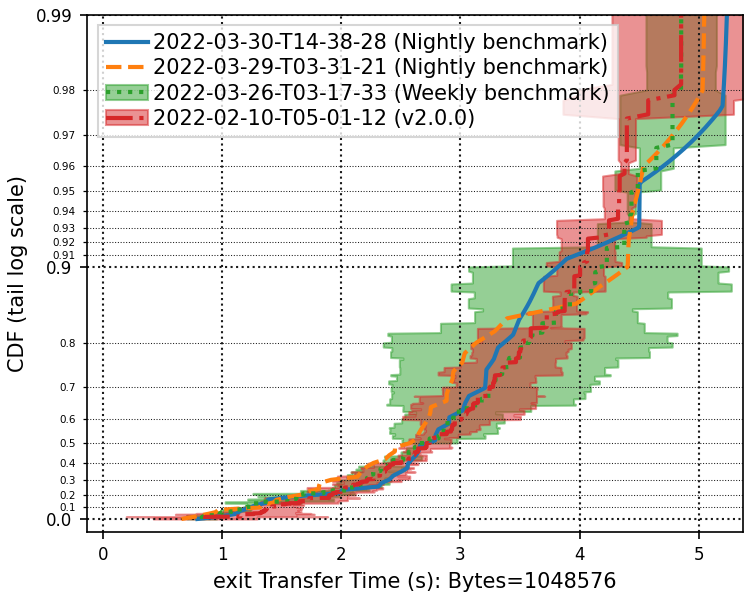 0.99
2022-03-30-T14-38-28 (Nightly benchmark)
2022-03-29-T03-31-21 (Nightly benchmark)
2022-03-26-T03-17-33 (Weekly benchmark)
2022-02-10-T05-01-12 (v2.0.0)
0.98
0.97
0.96
0.95
0.94
0.93
0.92
0.91
0.9
0.8
0.7
0.6
0.5
0.4
0.3
0.2
0.1
0.0
CDF (tail log scale)
0 1 2 3 4 5
exit Transfer Time (s): Bytes=1048576